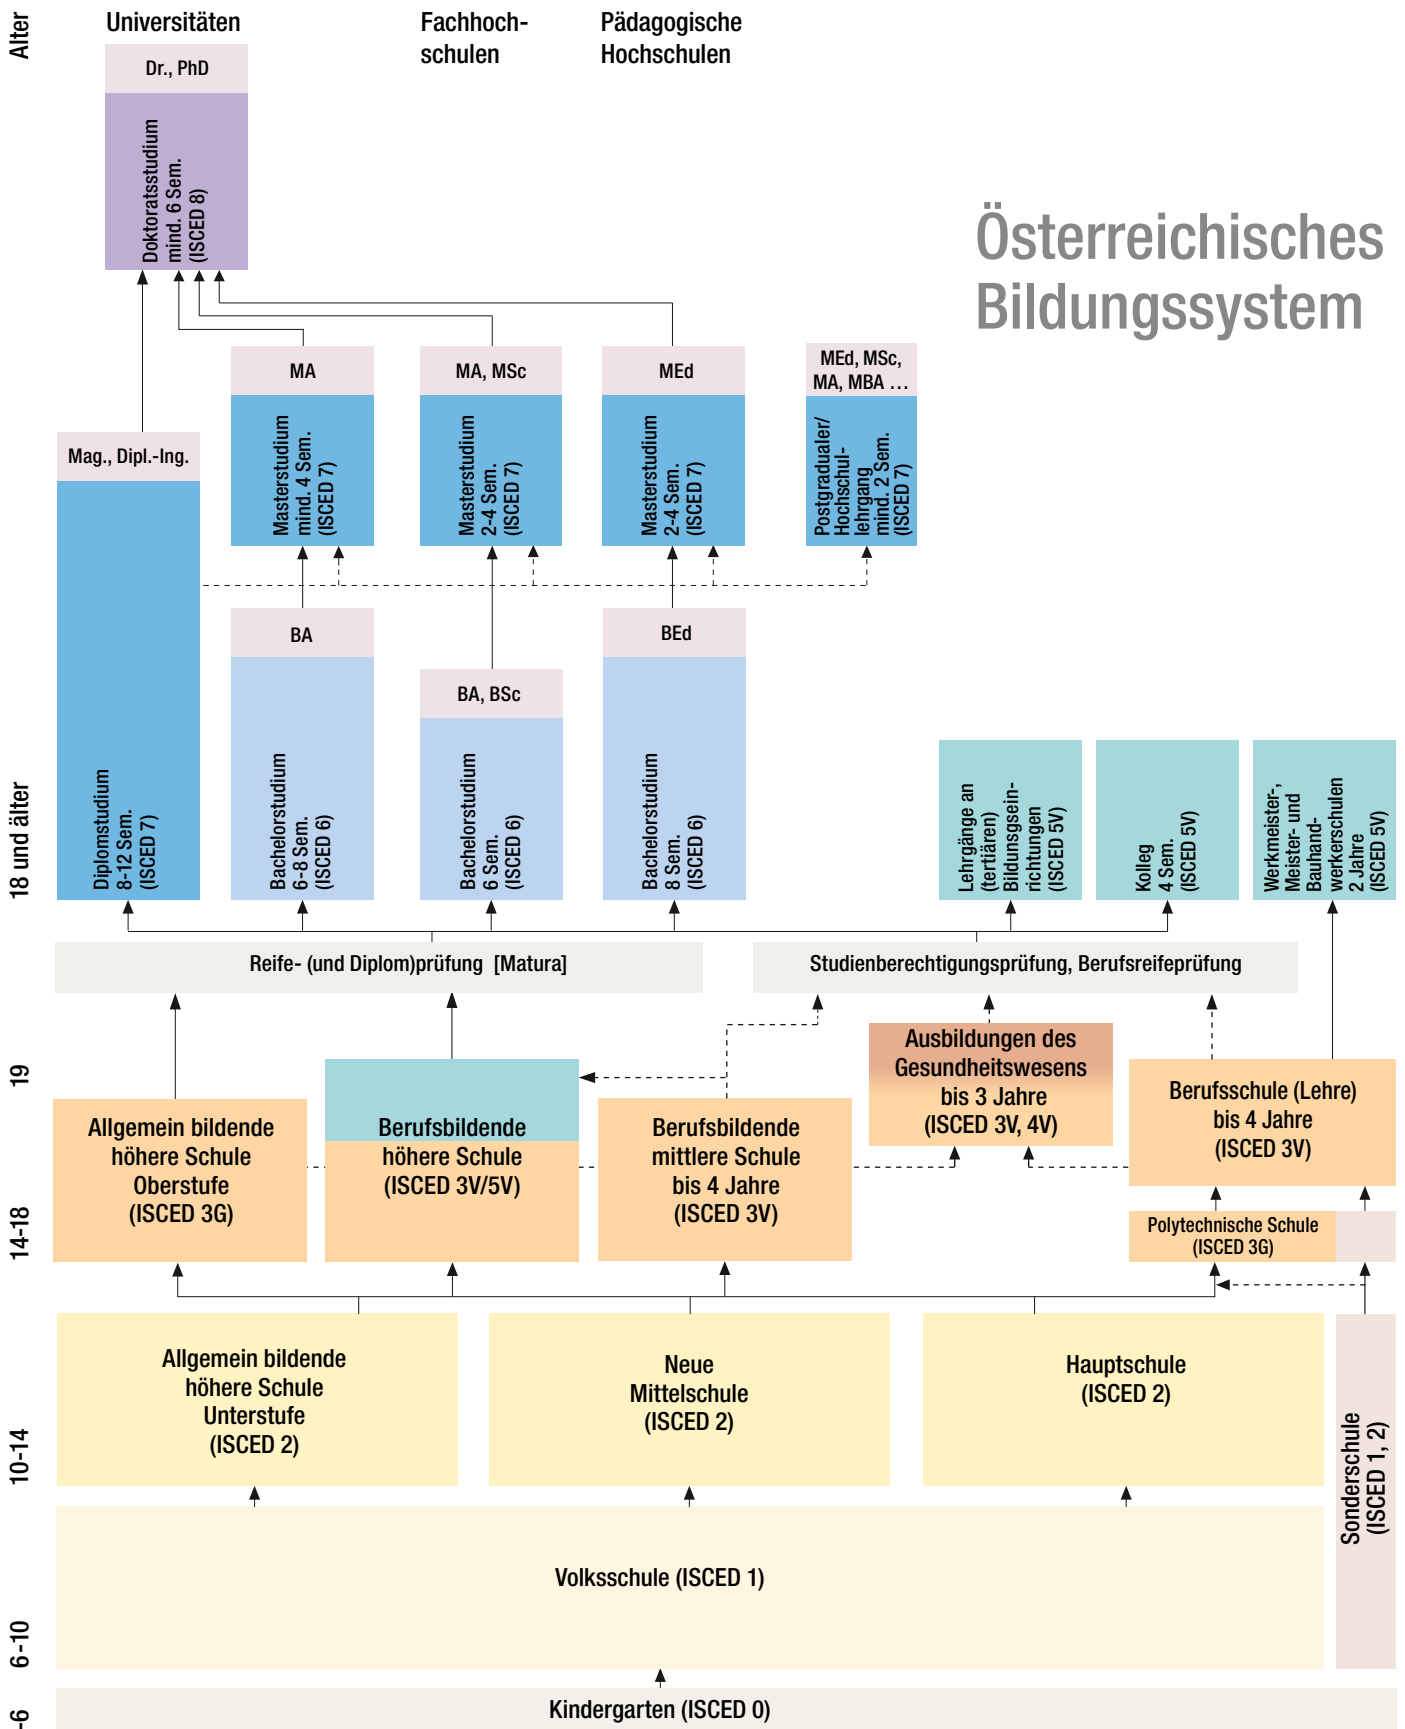 Alter
Universitäten
Fachhoch-
schulen
Pädagogische
Hochschulen
Dr., PhD
Doktoratsstudium
mind. 6 Sem.
(ISCED 8)
Österreichisches
Bildungssystem
MA
Masterstudium
mind. 4 Sem.
(ISCED 7)
MA, MSc
Masterstudium
2-4 Sem.
(ISCED 7)
MEd
Masterstudium
2-4 Sem.
(ISCED 7)
MEd, MSc,
MA, MBA ...
Postgradualer/
Hochschul-
lehrgang
mind. 2 Sem.
(ISCED 7)
Mag., Dipl.-Ing.
Diplomstudium
8-12 Sem.
(ISCED 7)
BA
Bachelorstudium
6-8 Sem.
(ISCED 6)
BA, BSc
Bachelorstudium
6 Sem.
(ISCED 6)
BEd
Bachelorstudium
8 Sem.
(ISCED 6)
Lehrgänge an
(tertiären)
Bildunsgsein-
richtungen
(ISCED 5V)
Kolleg
4 Sem.
(ISCED 5V)
Werkmeister-,
Meister- und
Bauhand-
werkerschulen
2 Jahre
(ISCED 5V)
18 und älter
Reife- (und Diplom)prüfung [Matura]
Studienberechtigungsprüfung, Berufsreifeprüfung
19
Ausbildungen des
Gesundheitswesens
bis 3 Jahre
(ISCED 3V, 4V)
Berufsschule (Lehre)
bis 4 Jahre
(ISCED 3V)
14-18
Allgemein bildende
höhere Schule
Oberstufe
(ISCED 3G)
Berufsbildende
höhere Schule
(ISCED 3V/5V)
Berufsbildende
mittlere Schule
bis 4 Jahre
(ISCED 3V)
Polytechnische Schule
(ISCED 3G)
10-14
Allgemein bildende
höhere Schule
Unterstufe
(ISCED 2)
Neue
Mittelschule
(ISCED 2)
Hauptschule
(ISCED 2)
Sonderschule
(ISCED 1, 2)
6-10
Volksschule (ISCED 1)
-6
Kindergarten (ISCED 0)